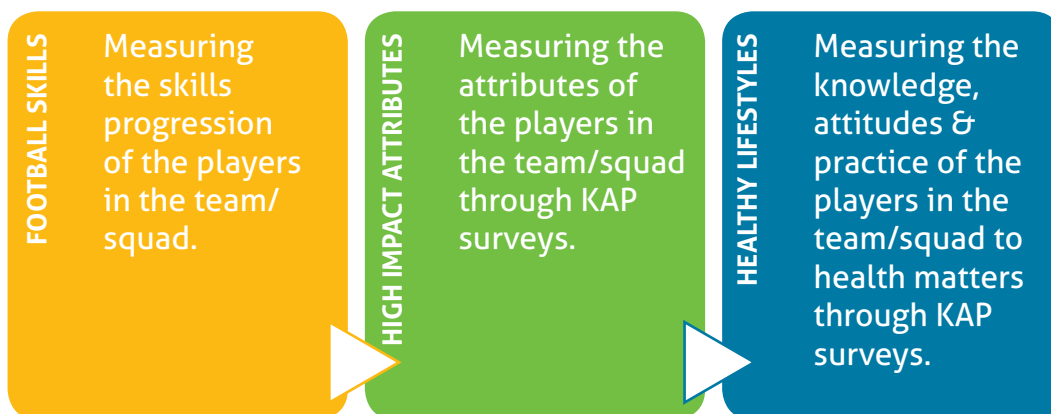 FOOTBALL SKILLS
Measuring
the skills
progression
of the players
in the team/
squad.
HIGH IMPACT ATTRIBUTES
Measuring the
attributes of
the players in
the team/squad
through KAP
surveys.
HEALTHY LIFESTYLES
Measuring the
knowledge,
attitudes &
practice of the
players in the
team/squad to
health matters
through KAP
surveys.